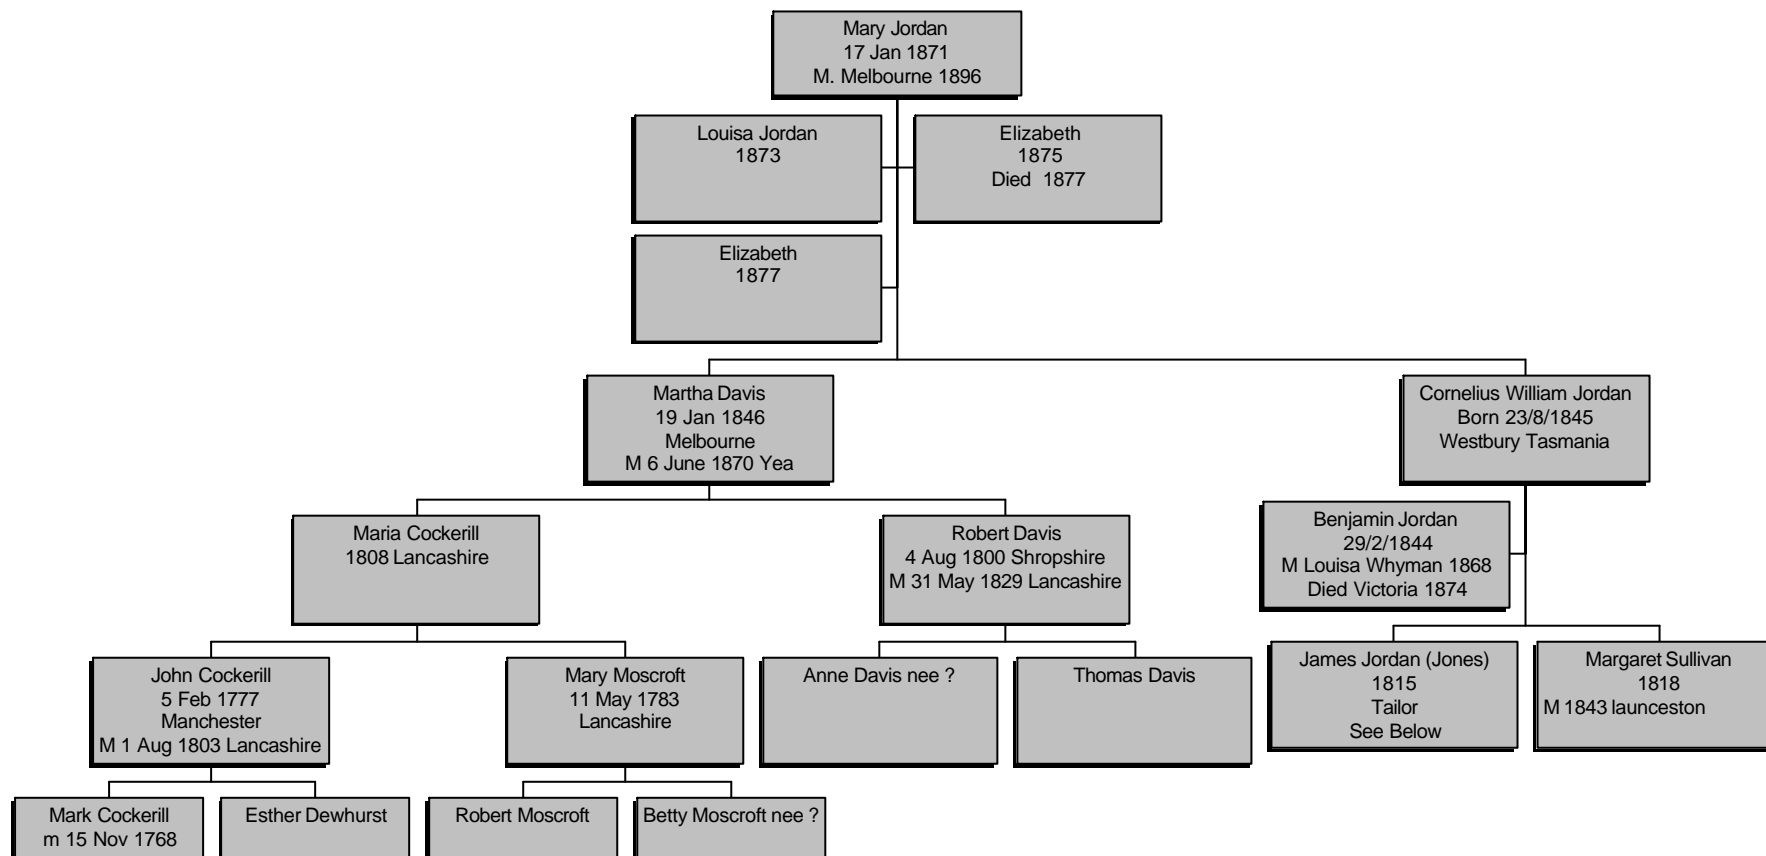 Mary Jordan
17 Jan 1871
M. Melbourne 1896
Louisa Jordan
1873
Elizabeth
1875
Died 1877
Elizabeth
1877
Martha Davis
19 Jan 1846
Melbourne
M 6 June 1870 Yea
Cornelius William Jordan
Born 23/8/1845
Westbury Tasmania
Maria Cockerill
1808 Lancashire
Robert Davis
4 Aug 1800 Shropshire
M 31 May 1829 Lancashire
Benjamin Jordan
29/2/1844
M Louisa Whyman 1868
Died Victoria 1874
John Cockerill
5 Feb 1777
Manchester
M 1 Aug 1803 Lancashire
Mary Moscroft
11 May 1783
Lancashire
Anne Davis nee ?
Thomas Davis
James Jordan (Jones)
1815
Tailor
See Below
Margaret Sullivan
1818
M 1843 launceston
Mark Cockerill
m 15 Nov 1768
Esther Dewhurst
Robert Moscroft
Betty Moscroft nee ?